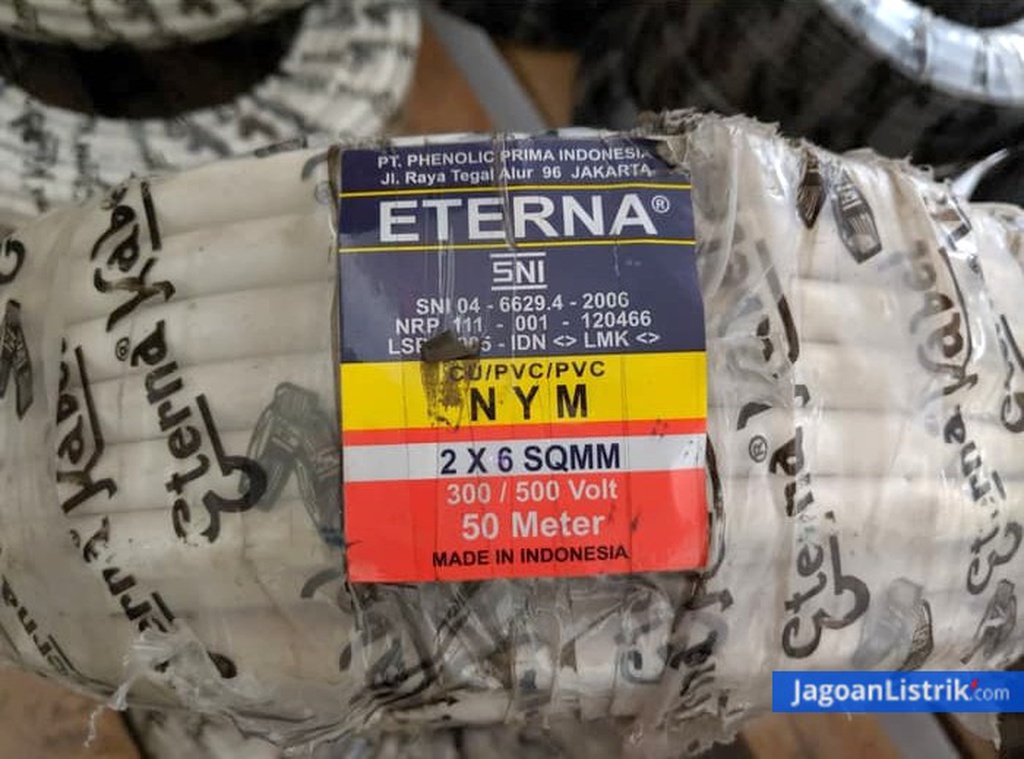 PT. PHENOLIC PRIMA INDONESIA
Jl. Raya Tegal Alur 96 JAKARTA
ETERNA®
SNI
SNI 04 - 6629.4 - 2006
NRP 111 - 001 - 120466
- IDN <> LMK <>
CU/PVC/PVC
NYM
2 X 6 SQMM
300 / 500 Volt
50 Meter
MADE IN INDONESIA
Eterna® Kabel
JagoanListrik.com